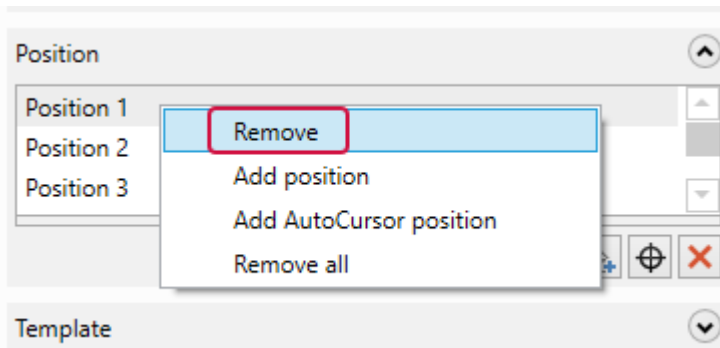 Position
Position 1
Position 2
Position 3
Remove
Add position
Add AutoCursor position
Remove all
Template